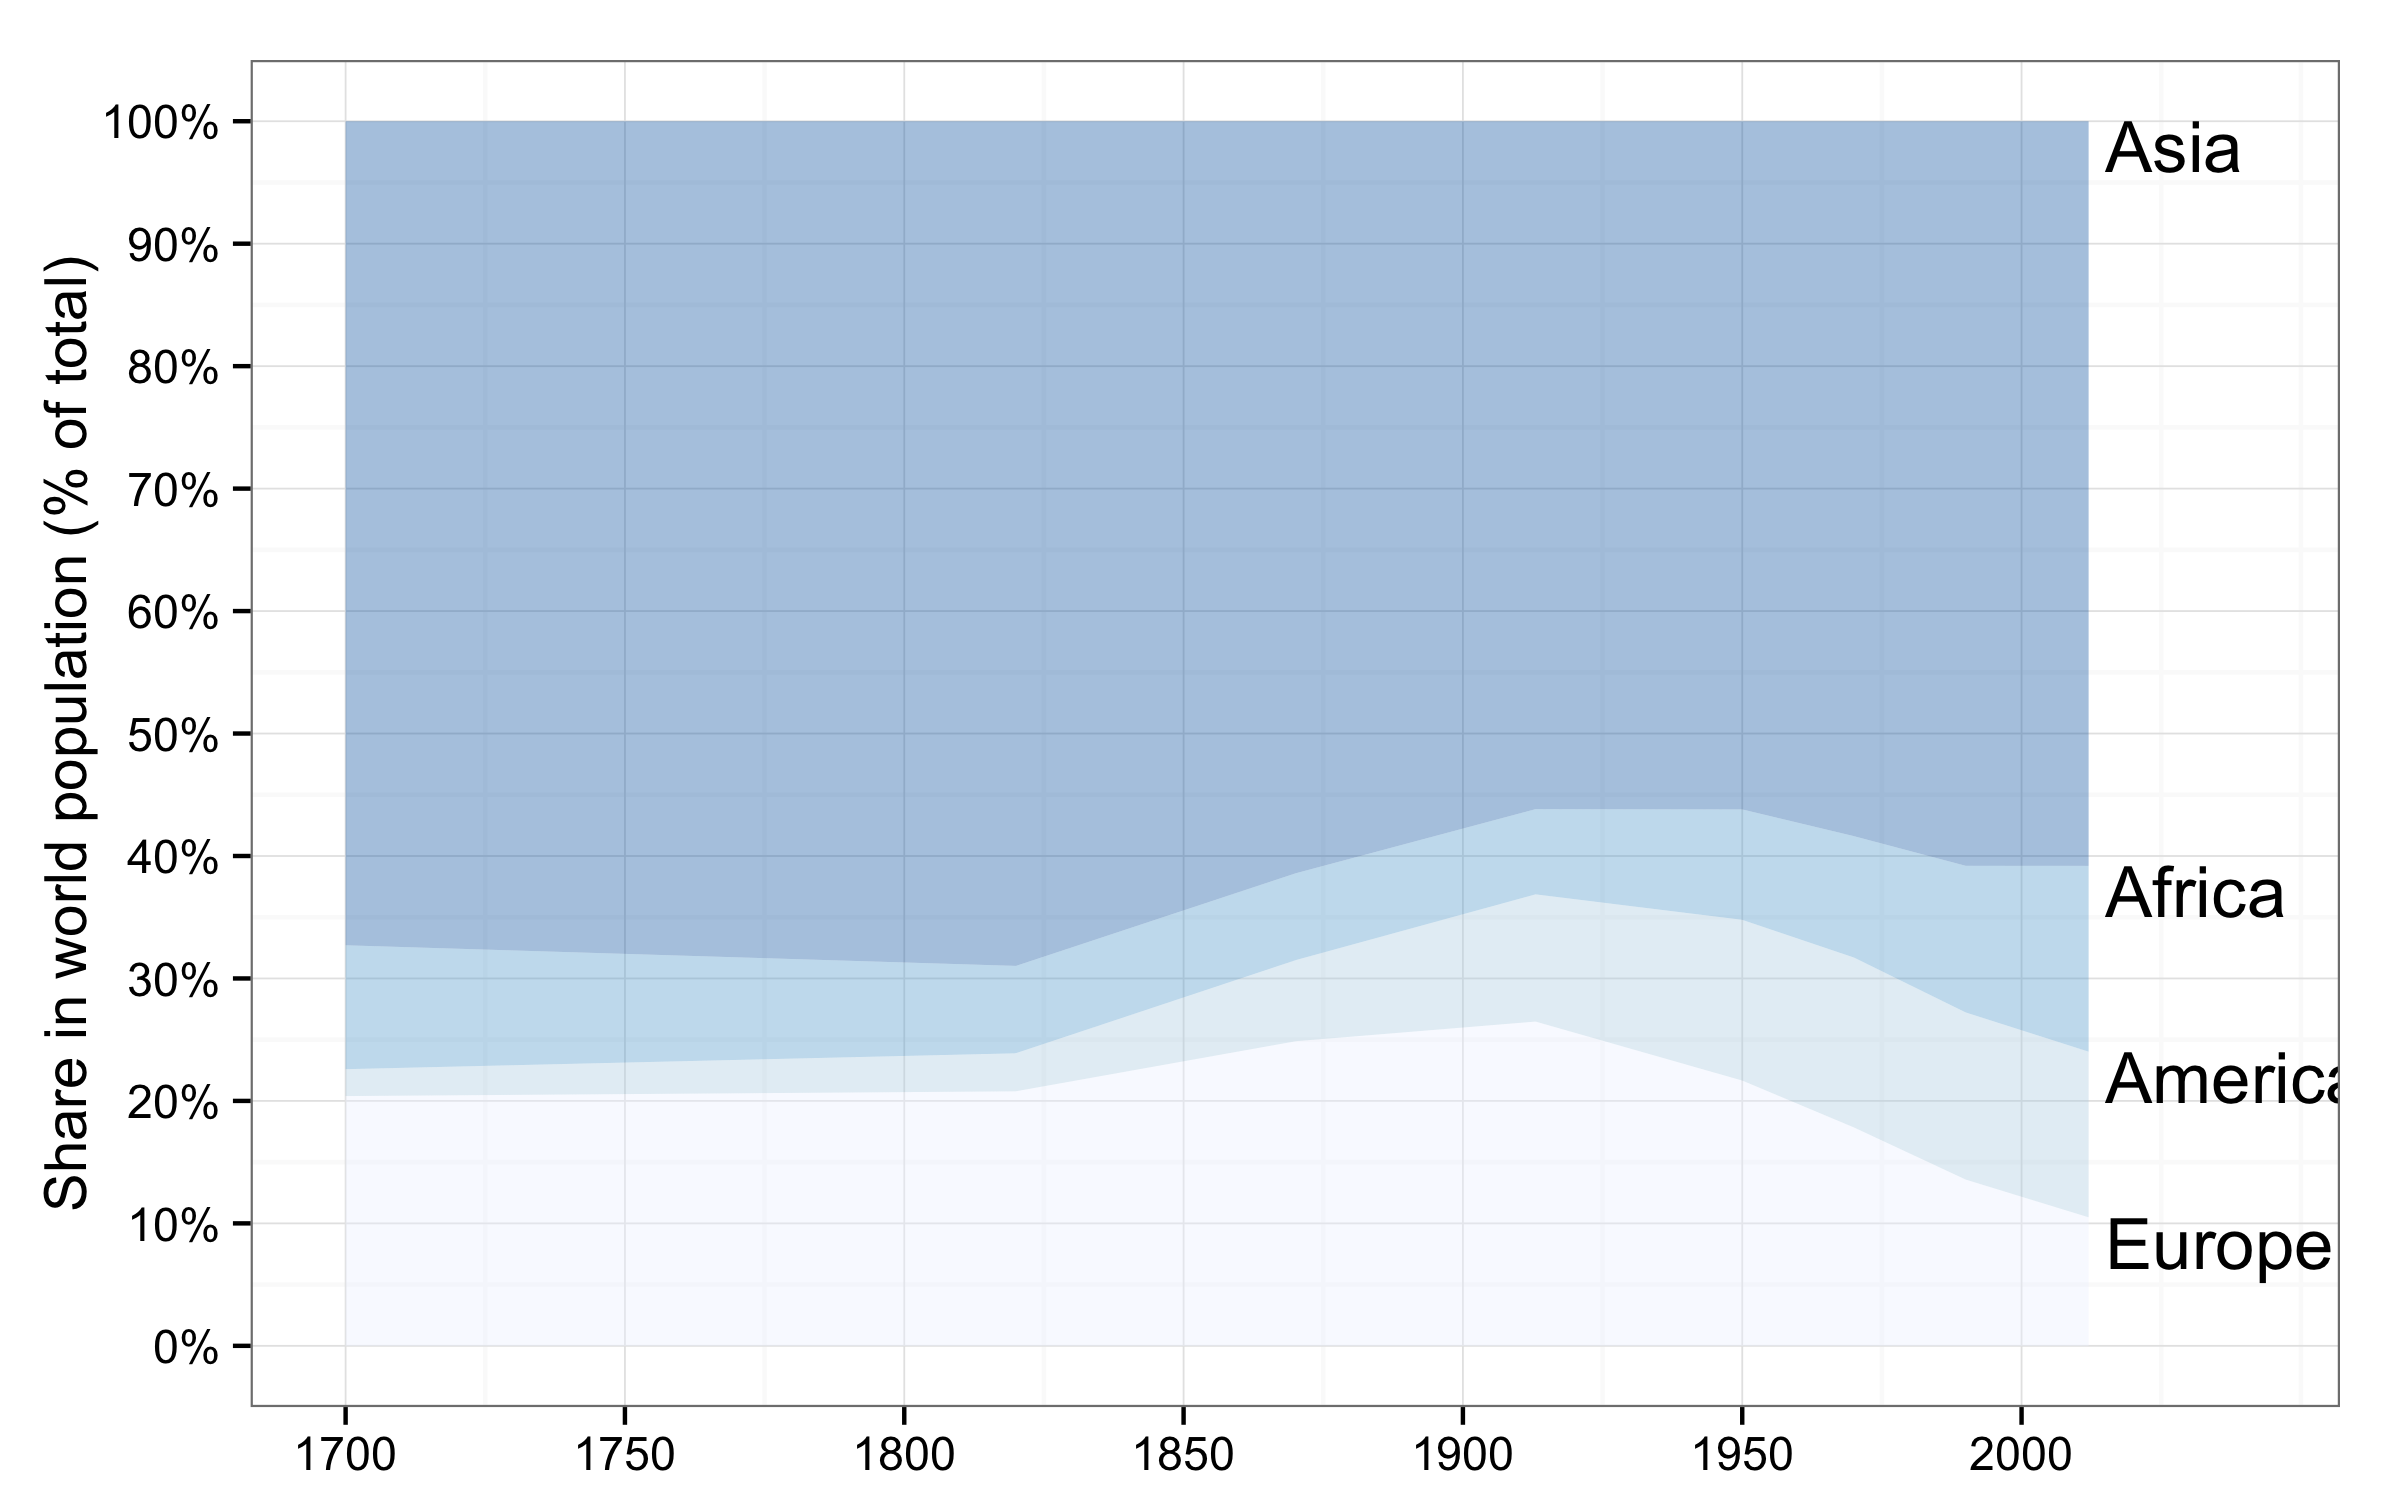 Share in world population (% of total)
100%
90%
80%
70%
60%
50%
40%
30%
20%
10%
0%
Asia
Africa
America
Europe
1700 1750 1800 1850 1900 1950 2000